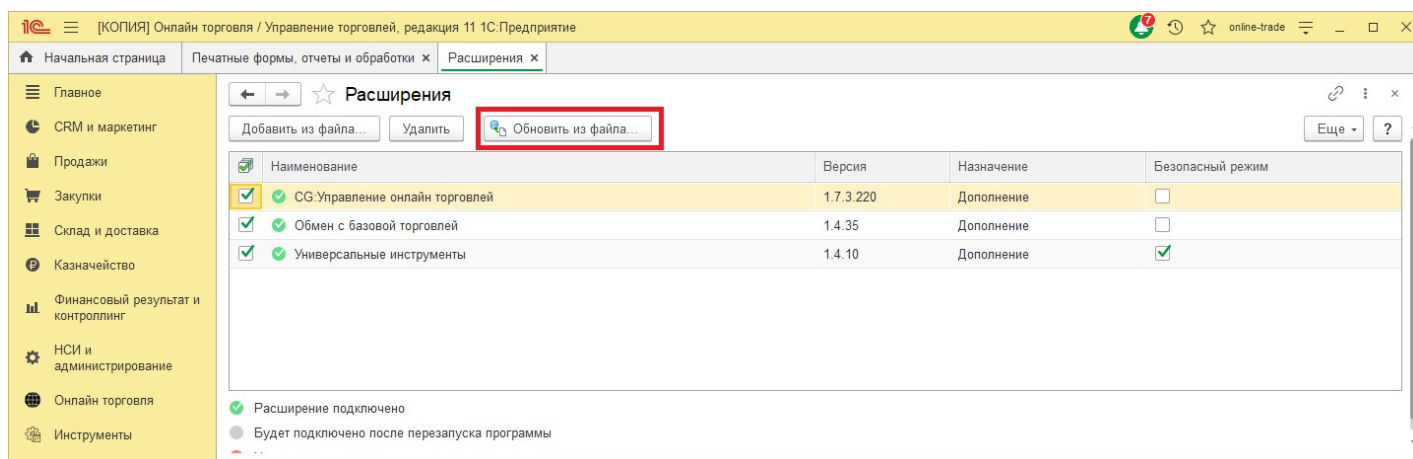 1С [КОПИЯ] Онлайн торговля / Управление торговлей, редакция 11 1С:Предприятие 7 online-trade
Начальная страница Печатные формы, отчеты и обработки × Расширения ×
Главное
CRM и маркетинг
Продажи
Закупки
Склад и доставка
Казначейство
Финансовый результат и
контроллинг
НСИ и
администрирование
Онлайн торговля
Инструменты
Расширения
Добавить из файла... Удалить Обновить из файла... Еще ?
Наименование Версия Назначение Безопасный режим
CG:Управление онлайн торговлей 1.7.3.220 Дополнение
Обмен с базовой торговлей 1.4.35 Дополнение
Универсальные инструменты 1.4.10 Дополнение
Расширение подключено
Будет подключено после перезапуска программы